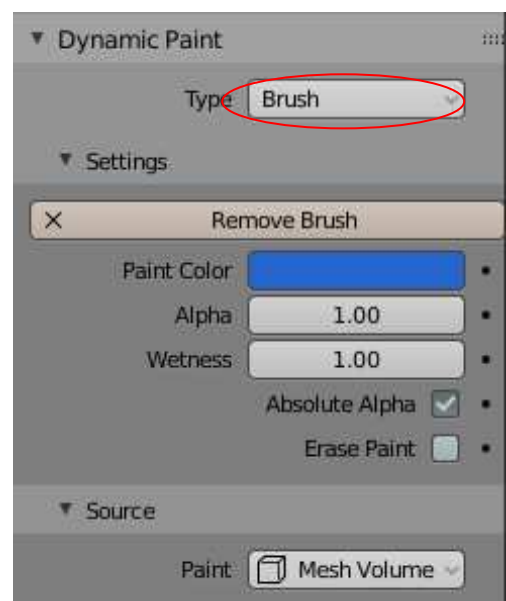 Dynamic Paint
Type Brush
Settings
Remove Brush
Paint Color
Alpha 1.00
Wetness 1.00
Absolute Alpha
Erase Paint
Source
Paint Mesh Volume